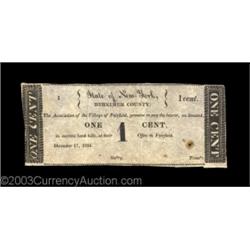 State of New-York,
1
1 cent.
HERKIMER COUNTY:
The Association of the Village of Fairfield, promise to pay the bearer, on demand,
ONE 1 CENT.
in current bank bills, at their Office in Fairfield.
December 17, 1814
ONE CENT
ONE CENT
©2003CurrencyAuction.com